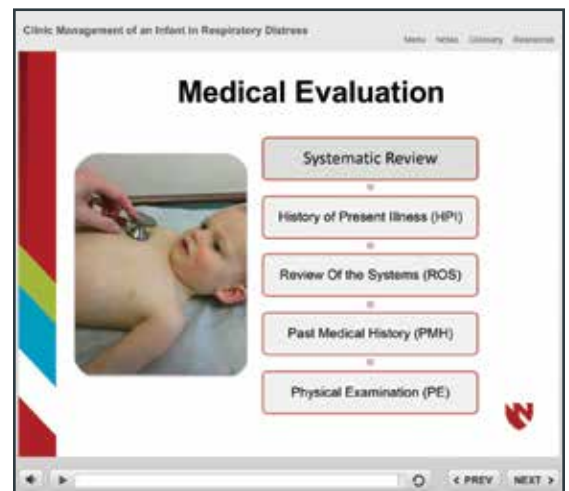 Clinic Management of an Infant in Respiratory Distress
Menu Notes Glossary Resources
Medical Evaluation
Systematic Review
History of Present Illness (HPI)
Review Of the Systems (ROS)
Past Medical History (PMH)
Physical Examination (PE)
N
< PREV NEXT >